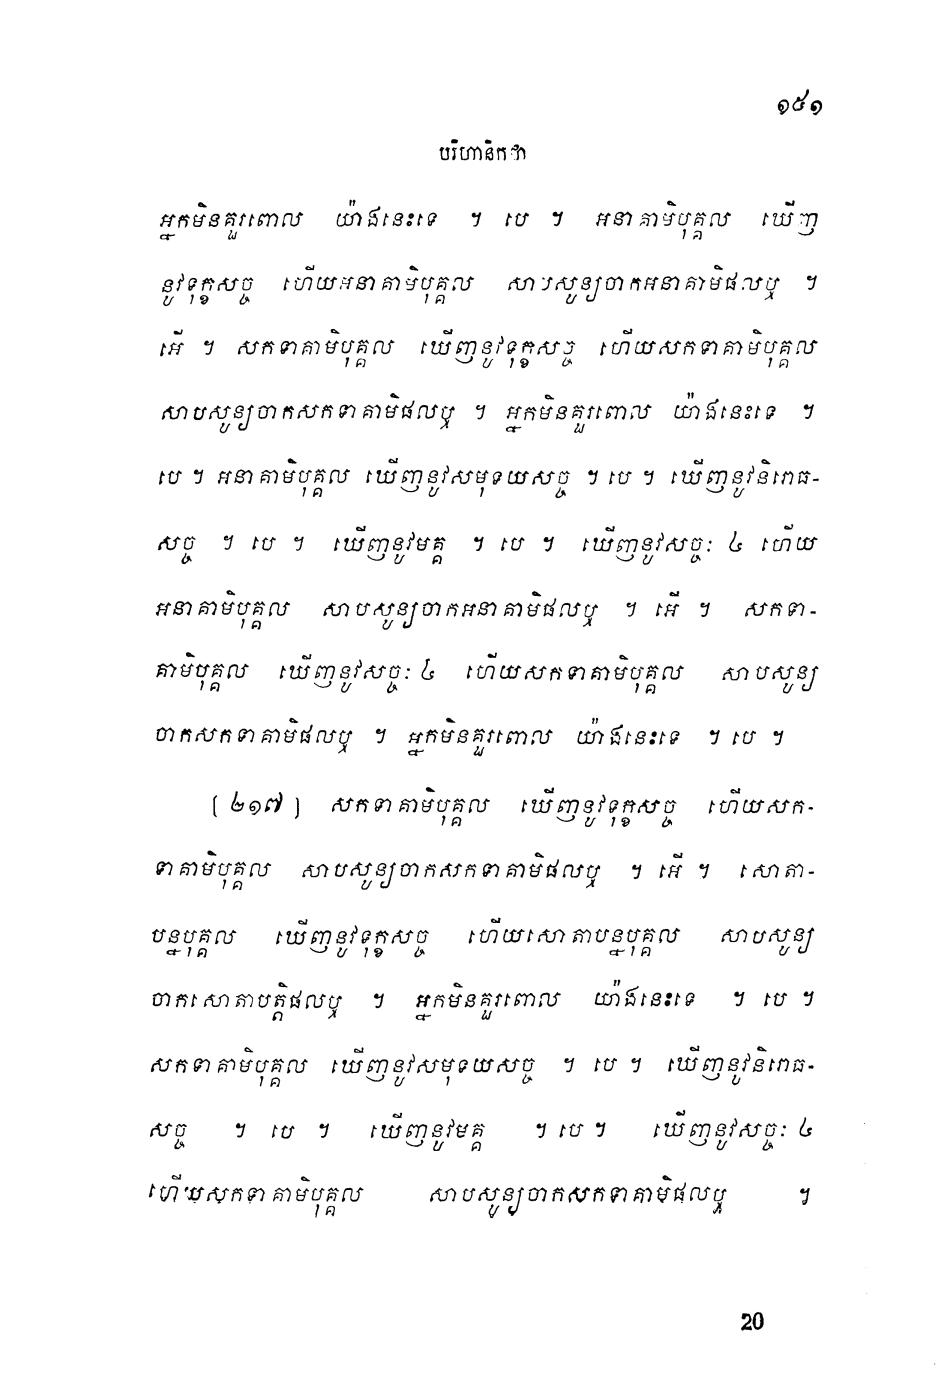 ១៥១
បរិហានិកថា
អ្នកមិនគួរពោល យ៉ាងនេះទេ ។ បេ ។ អនាគាមិបុគ្គល ឃើញ
នូវទុក្ខសច្ច ហើយអនាគាមិបុគ្គល សាបសូន្យចាកអនាគាមិផលឬ ។
អើ ។ សកទាគាមិបុគ្គល ឃើញនូវទុក្ខសច្ច ហើយសកទាគាមិបុគ្គល
សាបសូន្យចាកសកទាគាមិផលឬ ។ អ្នកមិនគួរពោល យ៉ាងនេះទេ ។
បេ ។ អនាគាមិបុគ្គល ឃើញនូវសមុទយសច្ច ។ បេ ។ ឃើញនូវនិរោធ-
សច្ច ។ បេ ។ ឃើញនូវមគ្គ ។ បេ ។ ឃើញនូវសច្ចៈ ៤ ហើយ
អនាគាមិបុគ្គល សាបសូន្យចាកអនាគាមិផលឬ ។ អើ ។ សកទា-
គាមិបុគ្គល ឃើញនូវសច្ចៈ ៤ ហើយសកទាគាមិបុគ្គល សាបសូន្យ
ចាកសកទាគាមិផលឬ ។ អ្នកមិនគួរពោល យ៉ាងនេះទេ ។ បេ ។
(២១៧) សកទាគាមិបុគ្គល ឃើញនូវទុក្ខសច្ច ហើយសក-
ទាគាមិបុគ្គល សាបសូន្យចាកសកទាគាមិផលឬ ។ អើ ។ សោតា-
បន្នបុគ្គល ឃើញនូវទុក្ខសច្ច ហើយសោតាបន្នបុគ្គល សាបសូន្យ
ចាកសោតាបត្តិផលឬ ។ អ្នកមិនគួរពោល យ៉ាងនេះទេ ។ បេ ។
សកទាគាមិបុគ្គល ឃើញនូវសមុទយសច្ច ។ បេ ។ ឃើញនូវនិរោធ-
សច្ច ។ បេ ។ ឃើញនូវមគ្គ ។ បេ ។ ឃើញនូវសច្ចៈ ៤
ហើយសកទាគាមិបុគ្គល សាបសូន្យចាកសកទាគាមិផលឬ ។
20